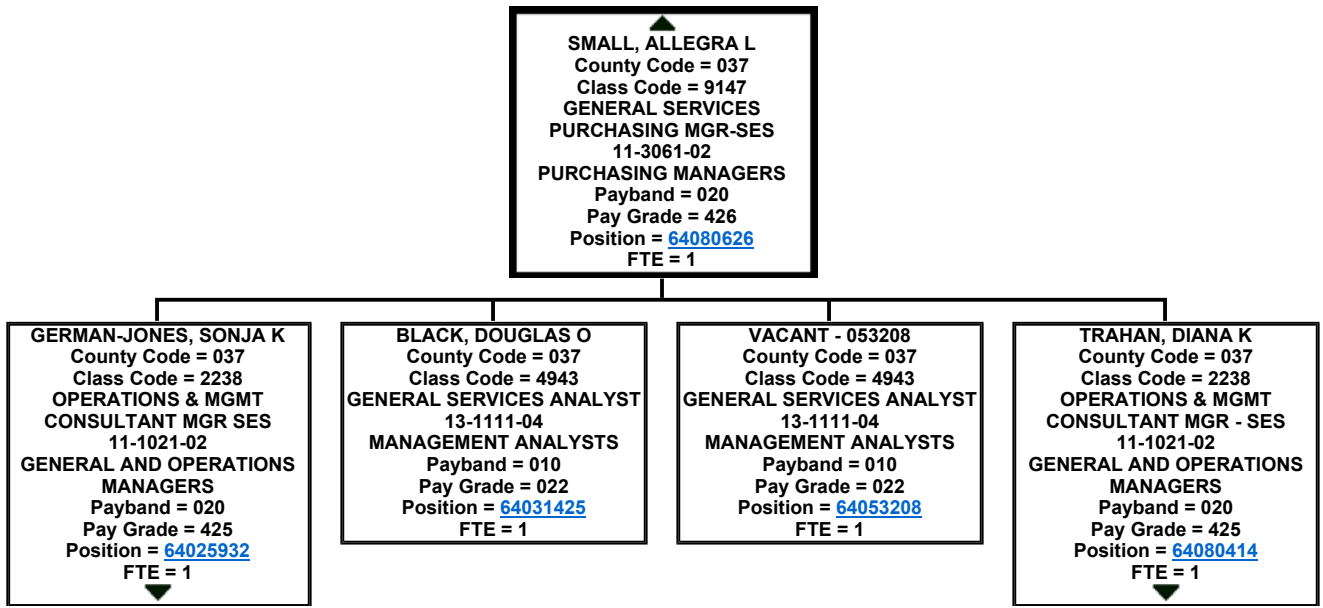 SMALL, ALLEGRA L
County Code = 037
Class Code = 9147
GENERAL SERVICES
PURCHASING MGR-SES
11-3061-02
PURCHASING MANAGERS
Payband = 020
Pay Grade = 426
Position = 64080626
FTE = 1
GERMAN-JONES, SONJA K
County Code = 037
Class Code = 2238
OPERATIONS & MGMT
CONSULTANT MGR SES
11-1021-02
GENERAL AND OPERATIONS
MANAGERS
Payband = 020
Pay Grade = 425
Position = 64025932
FTE = 1
BLACK, DOUGLAS O
County Code = 037
Class Code = 4943
GENERAL SERVICES ANALYST
13-1111-04
MANAGEMENT ANALYSTS
Payband = 010
Pay Grade = 022
Position = 64031425
FTE = 1
VACANT - 053208
County Code = 037
Class Code = 4943
GENERAL SERVICES ANALYST
13-1111-04
MANAGEMENT ANALYSTS
Payband = 010
Pay Grade = 022
Position = 64053208
FTE = 1
TRAHAN, DIANA K
County Code = 037
Class Code = 2238
OPERATIONS & MGMT
CONSULTANT MGR - SES
11-1021-02
GENERAL AND OPERATIONS
MANAGERS
Payband = 020
Pay Grade = 425
Position = 64080414
FTE = 1